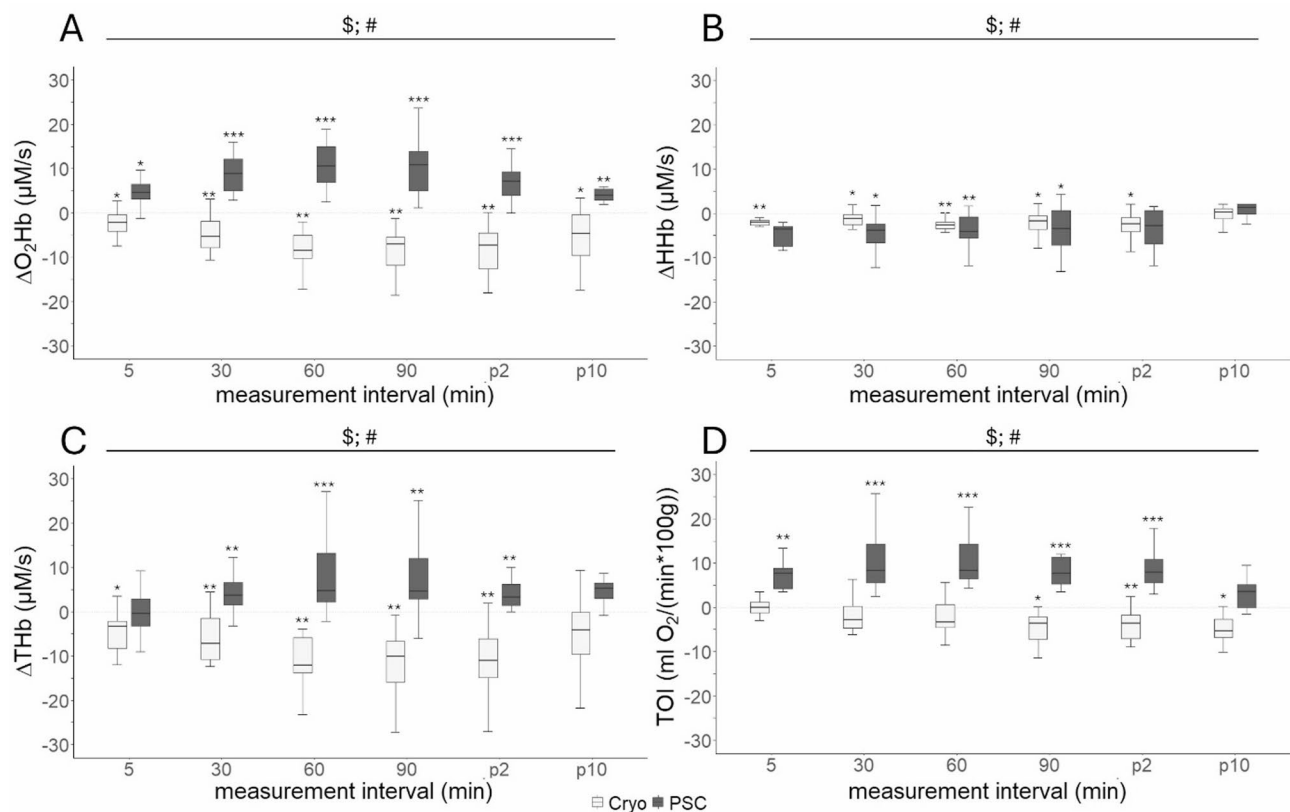 A
$; #
30
20
10
0
-10
-20
-30
ΔO₂Hb (μM/s)
* * ** *** ** *** ** *** ** *** * **
5 30 60 90 p2 p10
measurement interval (min)
B
$; #
30
20
10
0
-10
-20
-30
ΔHHb (μM/s)
** * * ** ** * * *
5 30 60 90 p2 p10
measurement interval (min)
C
$; #
30
20
10
0
-10
-20
-30
ΔTHb (μM/s)
* ** ** ** *** ** ** ** **
5 30 60 90 p2 p10
measurement interval (min)
D
$; #
30
20
10
0
-10
-20
-30
TOI (ml O₂/(min*100g))
** *** *** * *** ** *** *
5 30 60 90 p2 p10
measurement interval (min)
Cryo PSC